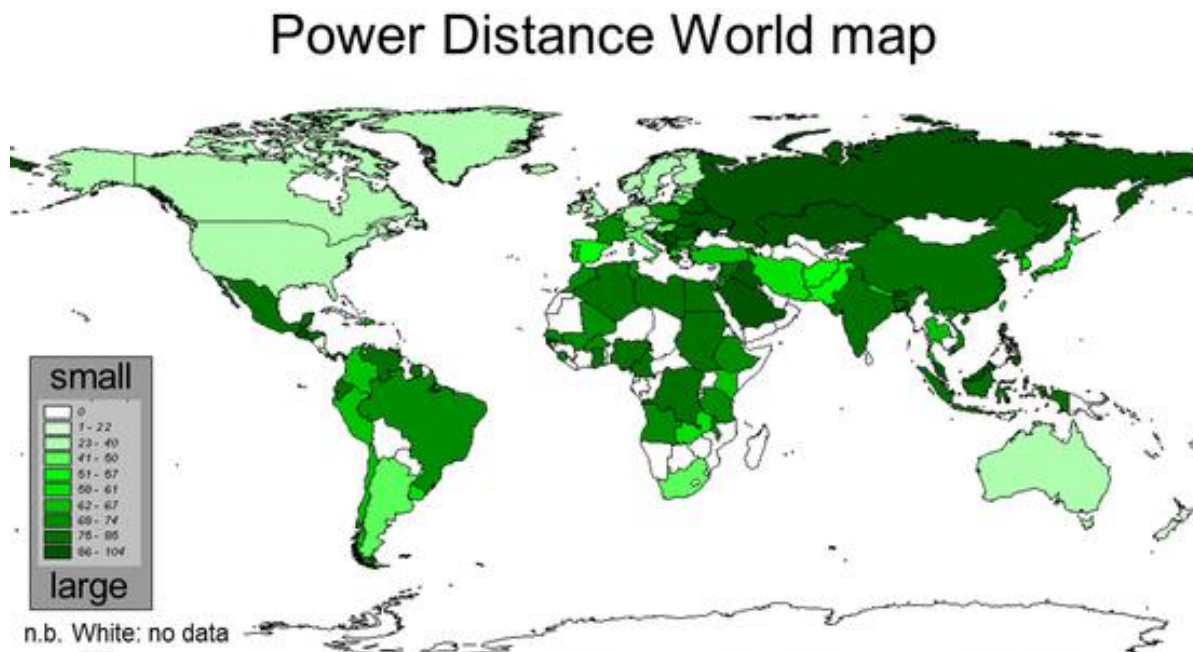 Power Distance World map
small
0
1 - 22
23 - 40
41 - 50
51 - 57
58 - 61
62 - 67
68 - 74
75 - 85
86 - 104
large
n.b. White: no data